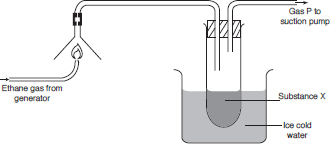 Gas P to
suction pump
Ethane gas from
generator
Substance X
Ice cold
water